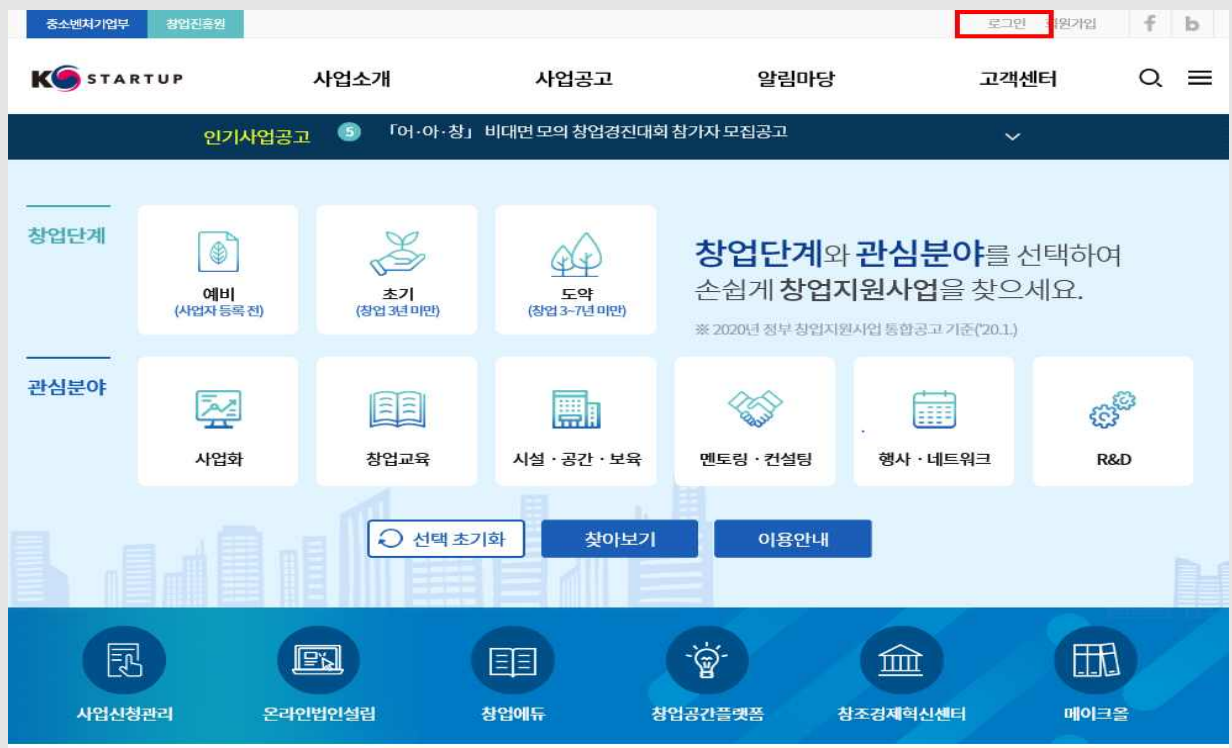 중소벤처기업부 창업진흥원 로그인 회원가입 f b
K STARTUP 사업소개 사업공고 알림마당 고객센터
인기사업공고 5 「어·아·창」 비대면 모의 창업경진대회 참가자 모집공고
창업단계
예비
(사업자 등록 전)
초기
(창업 3년 미만)
도약
(창업 3~7년 미만)
창업단계와 관심분야를 선택하여
손쉽게 창업지원사업을 찾으세요.
※ 2020년 정부 창업지원사업 통합공고 기준('20.1.)
관심분야
사업화 창업교육 시설·공간·보육 멘토링·컨설팅 행사·네트워크 R&D
선택 초기화 찾아보기 이용안내
사업신청관리 온라인법인설립 창업에듀 창업공간플랫폼 창조경제혁신센터 메이크올